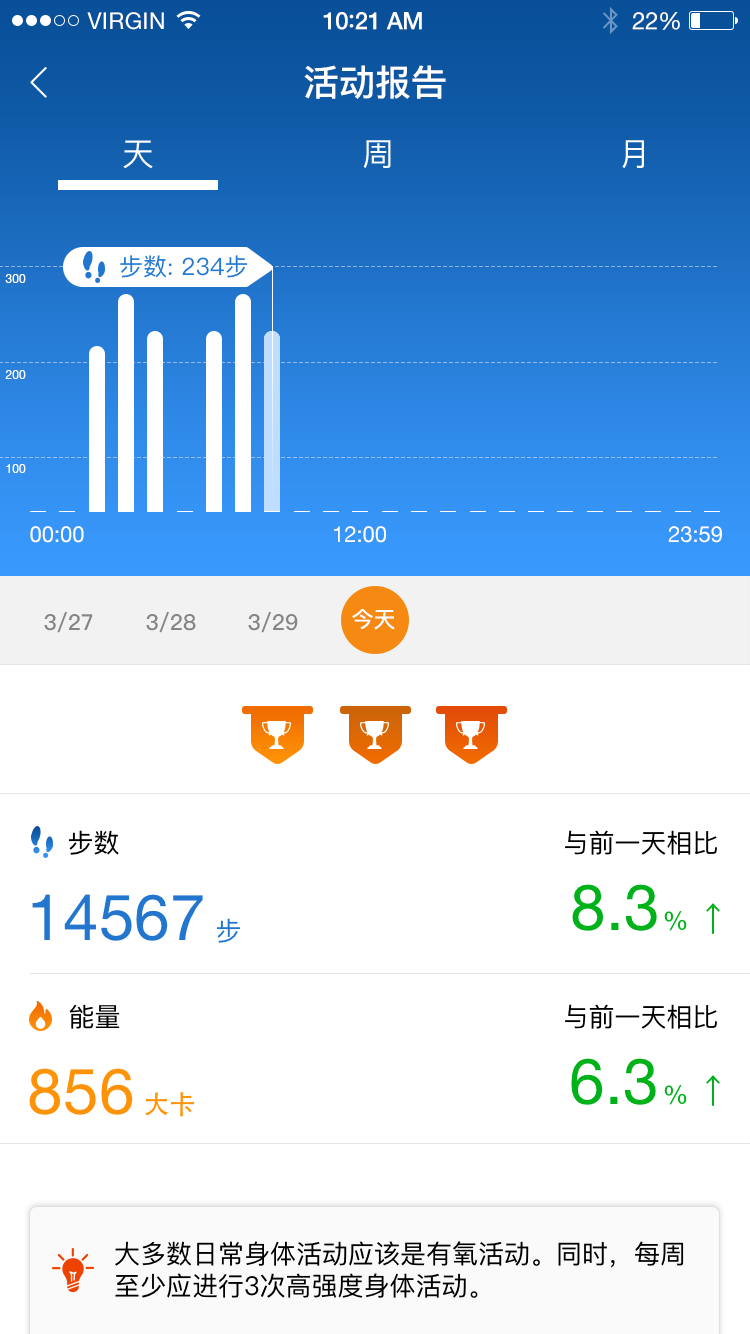 VIRGIN 10:21 AM 22%
活动报告
天 周 月
步数: 234步
300
200
100
00:00 12:00 23:59
3/27 3/28 3/29 今天
步数 与前一天相比
14567 步 8.3 % ↑
能量 与前一天相比
856 大卡 6.3 % ↑
大多数日常身体活动应该是有氧活动。同时，每周
至少应进行3次高强度身体活动。